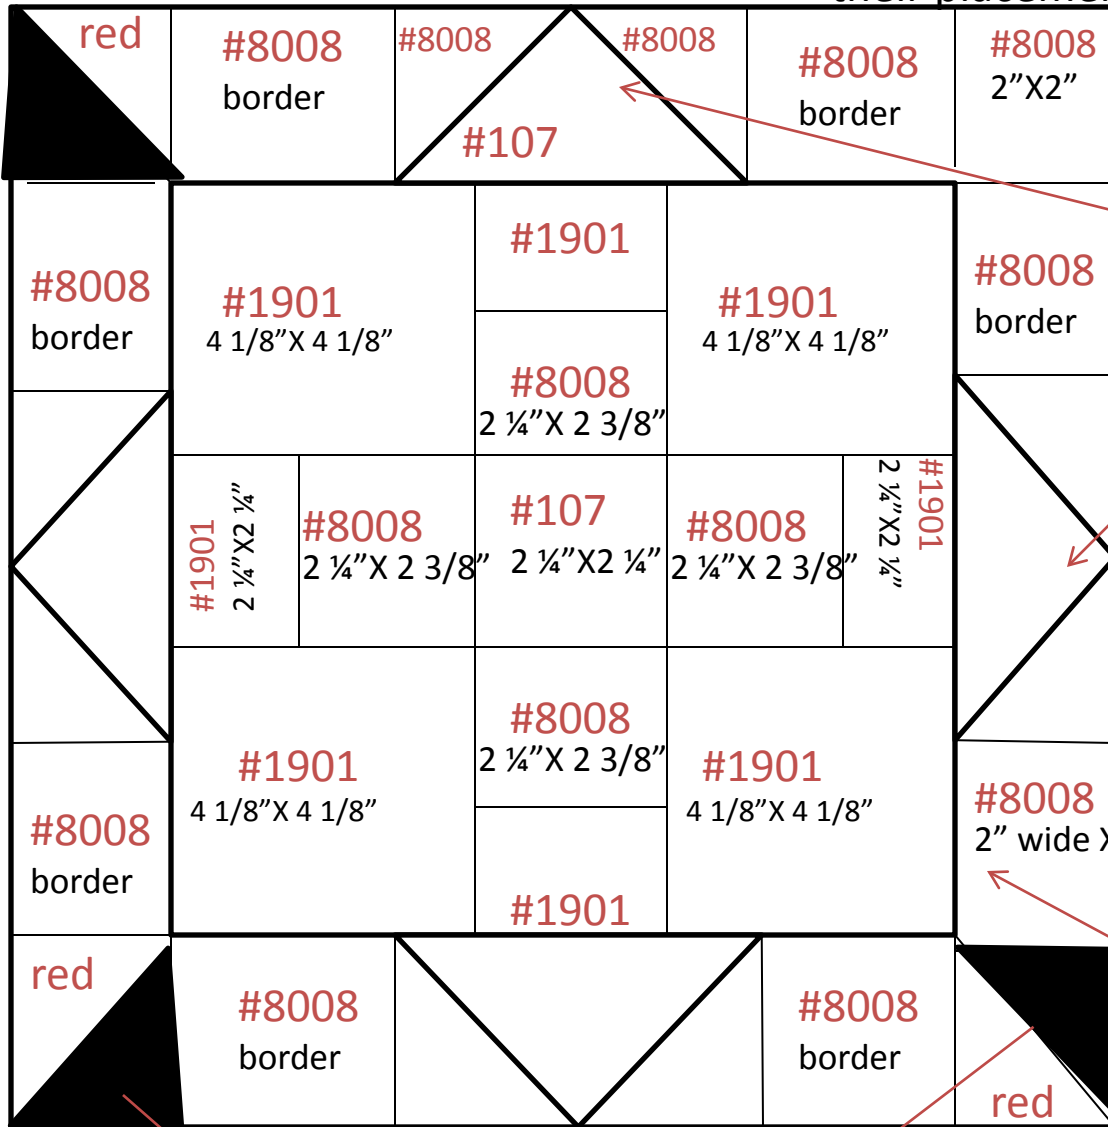 their placeme
red
#8008
border
#8008
#8008
#8008
border
#8008
2”X2”
#107
#8008
border
#1901
4 1/8”X 4 1/8”
#1901
#8008
2 ¼”X 2 3/8”
#1901
4 1/8”X 4 1/8”
#8008
border
#1901
2 ¼”X2 ¼”
#8008
2 ¼”X 2 3/8”
#107
2 ¼”X2 ¼”
#8008
2 ¼”X 2 3/8”
#1901
2 ¼”X2 ¼”
#8008
border
#1901
4 1/8”X 4 1/8”
#8008
2 ¼”X 2 3/8”
#1901
#1901
4 1/8”X 4 1/8”
#8008
2” wide X
red
#8008
border
#8008
border
red